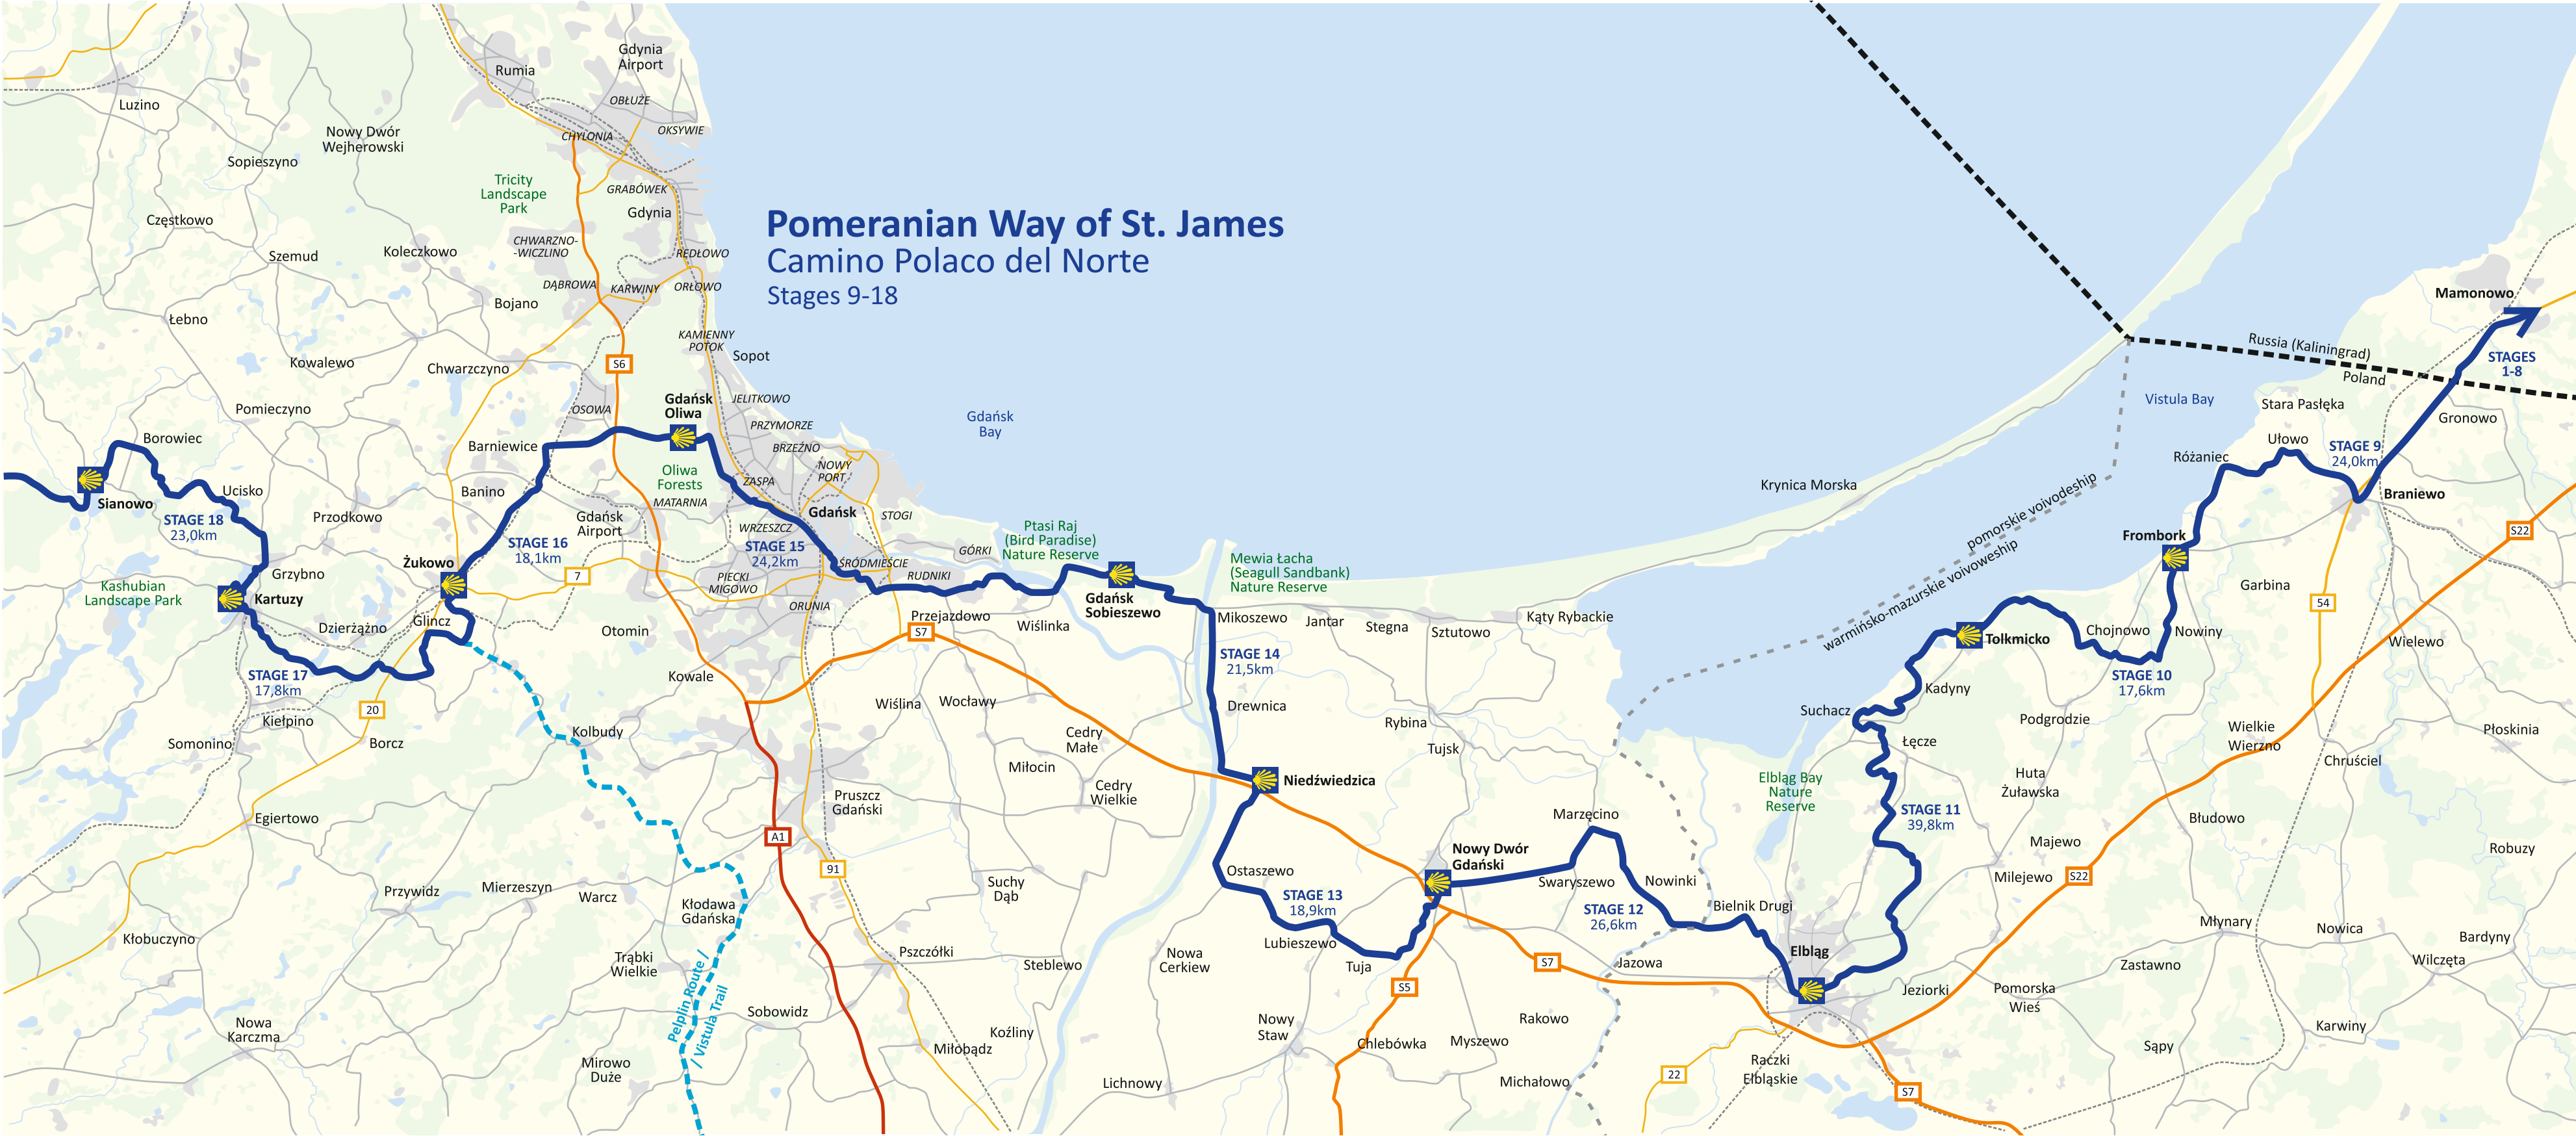 Pomeranian Way of St. James
Camino Polaco del Norte
Stages 9-18
Luzino
Rumia
Gdynia
Airport
OBŁUŻE
OKSYWIE
CHYLONIA
Nowy Dwór
Wejherowski
Sopieszyno
Tricity
Landscape
Park
GRABÓWEK
Gdynia
Częstkowo
Koleczkowo
CHWARZNO-
-WICZLINO
REDŁOWO
Szemud
DĄBROWA
KARWINY
ORŁOWO
Bojano
Łebno
KAMIENNY
POTOK
Sopot
Kowalewo
Chwarzczyno
S6
Gdańsk
Oliwa
JELITKOWO
OSOWA
Pomieczyno
PRZYMORZE
Gdańsk
Bay
Borowiec
Barniewice
BRZEŹNO
Oliwa
Forests
NOWY
PORT
ZASPA
Sianowo
Ucisko
Banino
MATARNIA
STAGE 18
23,0km
Przodkowo
Gdańsk
Airport
Gdańsk
STOGI
WRZESZCZ
STAGE 16
18,1km
STAGE 15
24,2km
Ptasi Raj
(Bird Paradise)
Nature Reserve
GÓRKI
Żukowo
ŚRÓDMIEŚCIE
RUDNIKI
7
PIECKI
MIGOWO
ORUNIA
Grzybno
Kashubian
Landscape Park
Kartuzy
Dzierżążno
Glincz
Otomin
Przejazdowo
S7
Wiślinka
Gdańsk
Sobieszewo
Mewia Łacha
(Seagull Sandbank)
Nature Reserve
Mikoszewo
Jantar
Stegna
Sztutowo
Kąty Rybackie
Krynica Morska
STAGE 17
17,8km
Kowale
20
Kiełpino
Somonino
Borcz
Kolbudy
Wiślina
Wocławy
STAGE 14
21,5km
Drewnica
Rybina
Tujsk
Cedry
Małe
Miłocin
Cedry
Wielkie
Niedźwiedzica
Pruszcz
Gdański
Egiertowo
A1
91
Marzęcino
Nowy Dwór
Gdański
Ostaszewo
Swaryszewo
Nowinki
STAGE 13
18,9km
STAGE 12
26,6km
Bielnik Drugi
Suchy
Dąb
Przywidz
Mierzeszyn
Warcz
Kłodawa
Gdańska
Kłobuczyno
Trąbki
Wielkie
Pszczółki
Steblewo
Nowa
Cerkiew
Lubieszewo
Tuja
S7
Jazowa
Elbląg
S5
Pelplin Route /
/ Vistula Trail
Sobowidz
Nowa
Karczma
Koźliny
Miłobądz
Nowy
Staw
Chlebówka
Myszewo
Rakowo
Michałowo
Mirowo
Duże
Lichnowy
22
Raczki
Elbląskie
S7
Mamonowo
Russia (Kaliningrad)
Poland
STAGES
1-8
Vistula Bay
Stara Pasłęka
Gronowo
Ułowo
STAGE 9
24,0km
Różaniec
Braniewo
pomorskie voivodeship
warmińsko-mazurskie voivoweship
S22
Frombork
Garbina
54
Tolkmicko
Chojnowo
Nowiny
Wielewo
STAGE 10
17,6km
Kadyny
Suchacz
Podgrodzie
Wielkie
Wierzno
Płoskinia
Łęcze
Chruściel
Elbląg Bay
Nature
Reserve
Huta
Żuławska
STAGE 11
39,8km
Błudowo
Majewo
Robuzy
Milejewo
S22
Młynary
Nowica
Bardyny
Wilczęta
Zastawno
Jeziorki
Pomorska
Wieś
Karwiny
Sąpy